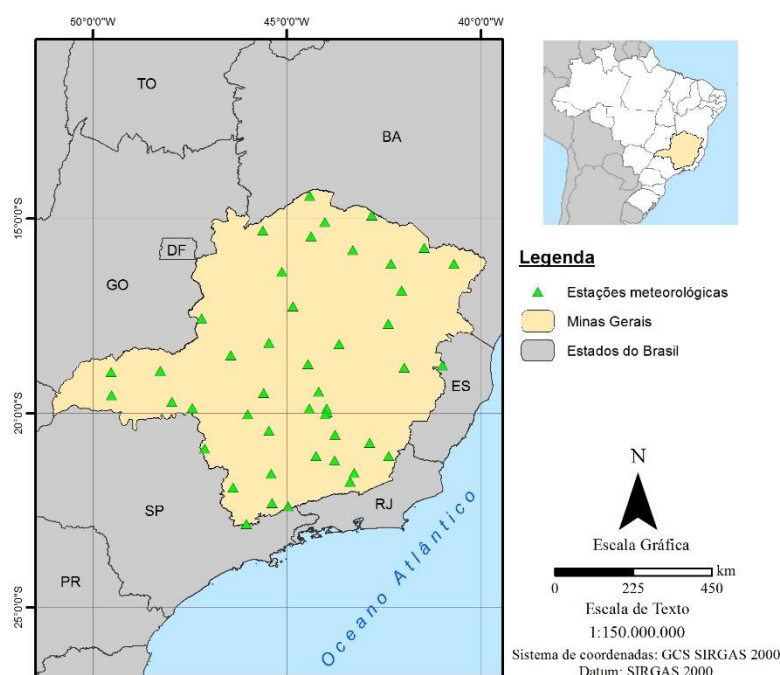 50°0'0"W 45°0'0"W 40°0'0"W
TO
BA
15°0'0"S
DF
GO
ES
20°0'0"S
SP
RJ
PR
25°0'0"S
Oceano Atlântico
Legenda
Estações meteorológicas
Minas Gerais
Estados do Brasil
N
Escala Gráfica
km
0 225 450
Escala de Texto
1:150.000.000
Sistema de coordenadas: GCS SIRGAS 2000
Datum: SIRGAS 2000